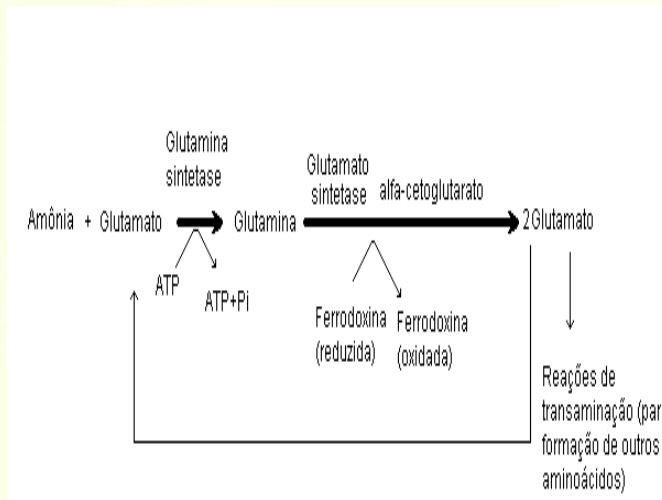 Glutamina
sintetase
Glutamato
sintetase
alfa-cetoglutarato
Amônia + Glutamato
Glutamina
2Glutamato
ATP
ATP+Pi
Ferrodoxina
(reduzida)
Ferrodoxina
(oxidada)
Reações de
transaminação (par
formação de outros
aminoácidos)